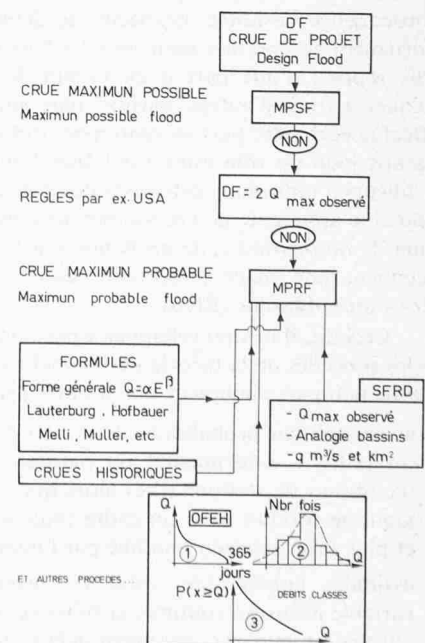 DF
CRUE DE PROJET
Design Flood
CRUE MAXIMUN POSSIBLE
Maximun possible flood
MPSF
NON
REGLES par ex. USA
DF = 2 Q max observé
NON
CRUE MAXIMUN PROBABLE
Maximun probable flood
MPRF
FORMULES
Forme générale Q=αE^β
Lauterburg . Hofbauer
Melli . Muller, etc
SFRD
- Q max observé
- Analogie bassins
- q m³/s et km²
CRUES HISTORIQUES
Q
OFEH
Nbr fois
1
2
365
jours
Q
ET AUTRES PROCEDES.
P(x≥Q)
DEBITS CLASSES
3
Q